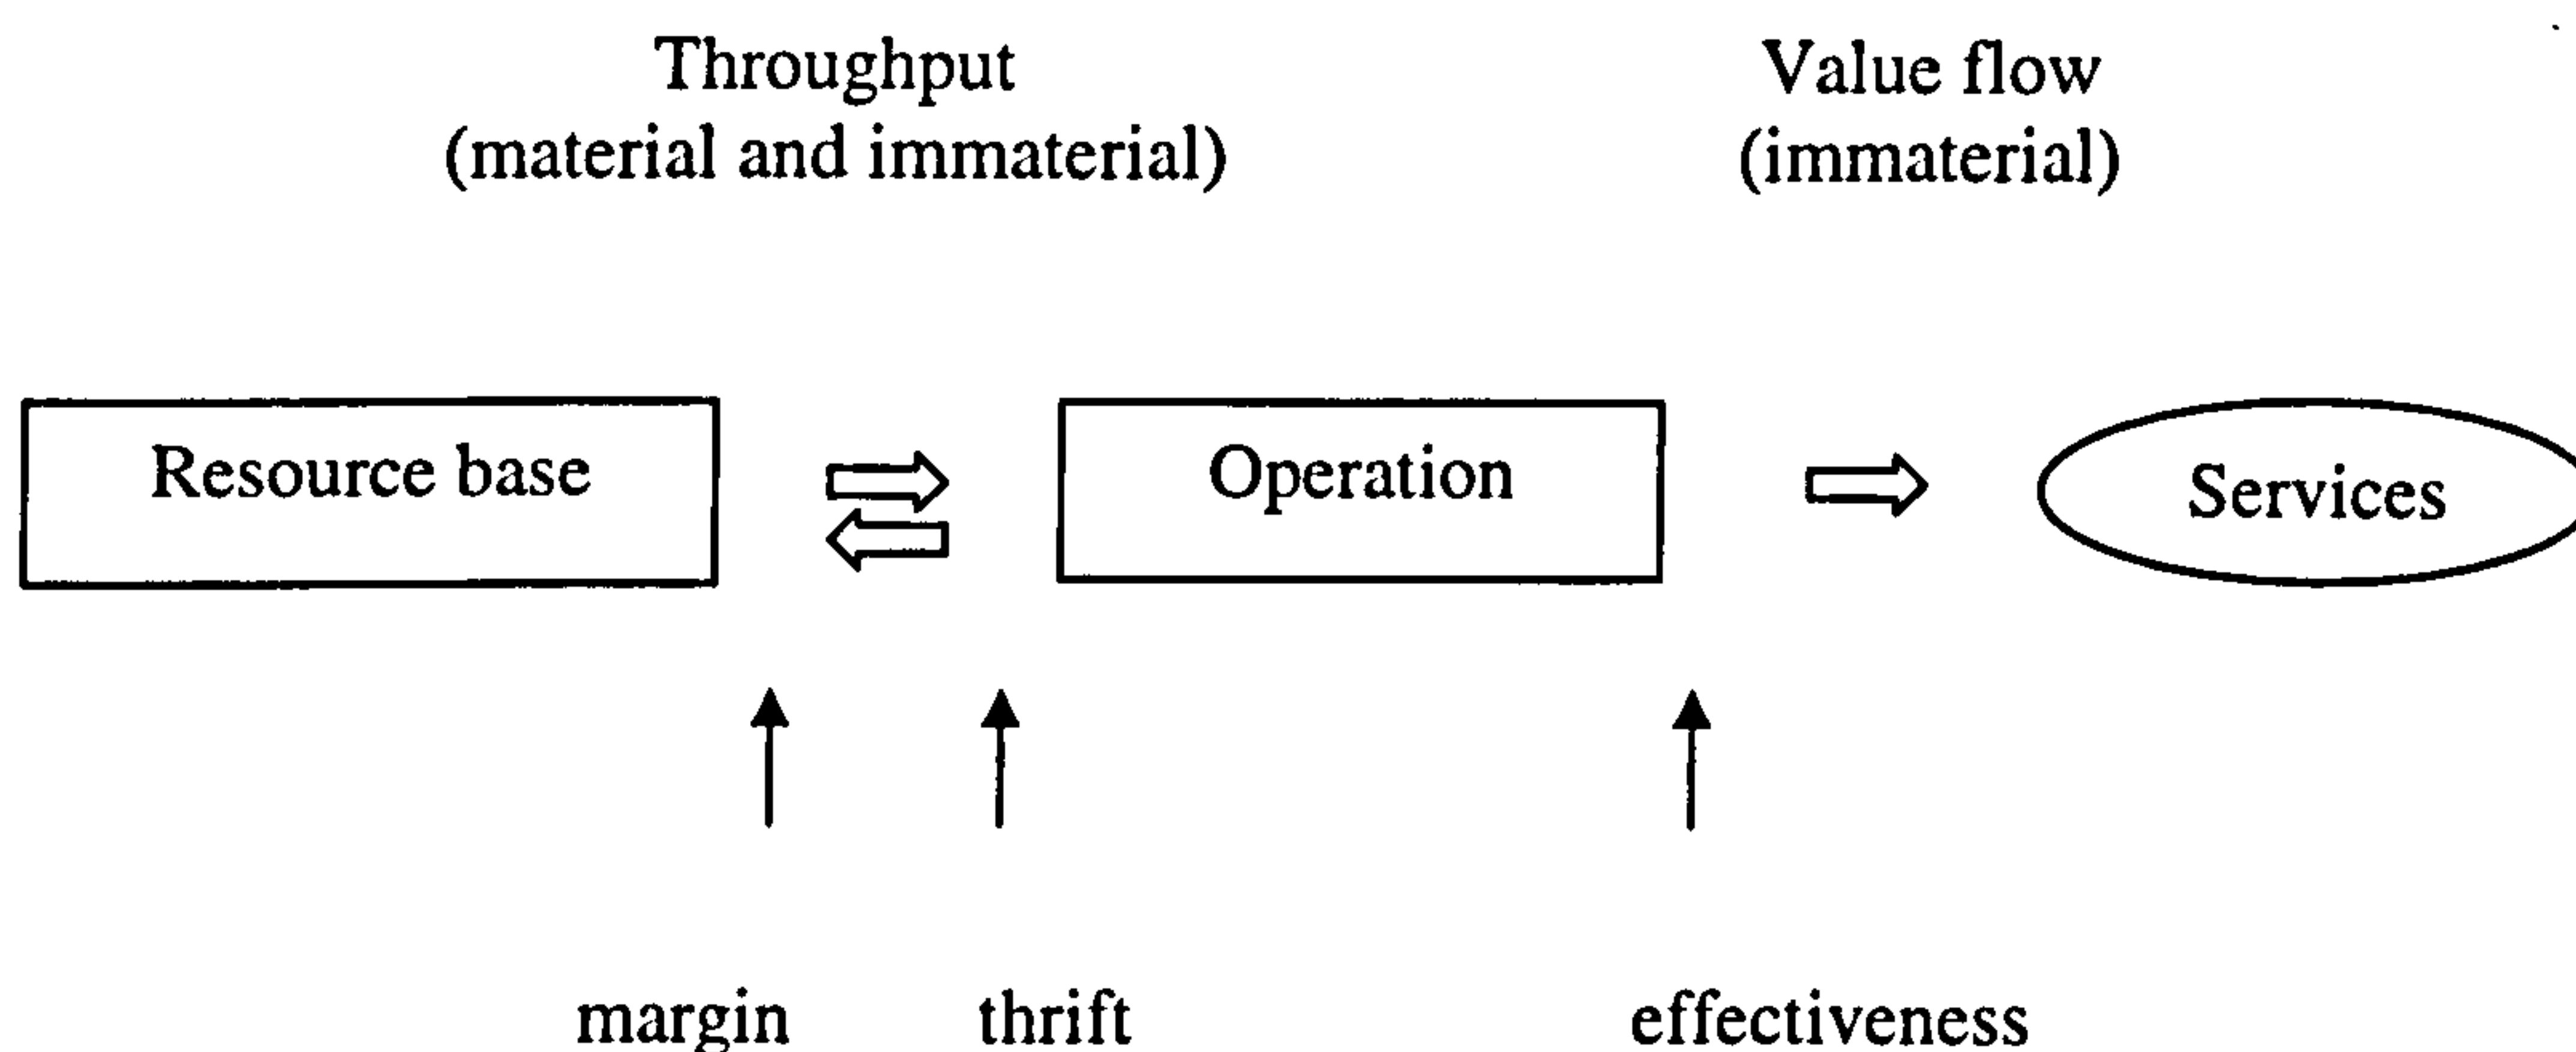 Throughput
(material and immaterial)
Value flow
(immaterial)
Resource base
Operation
Services
margin
thrift
effectiveness